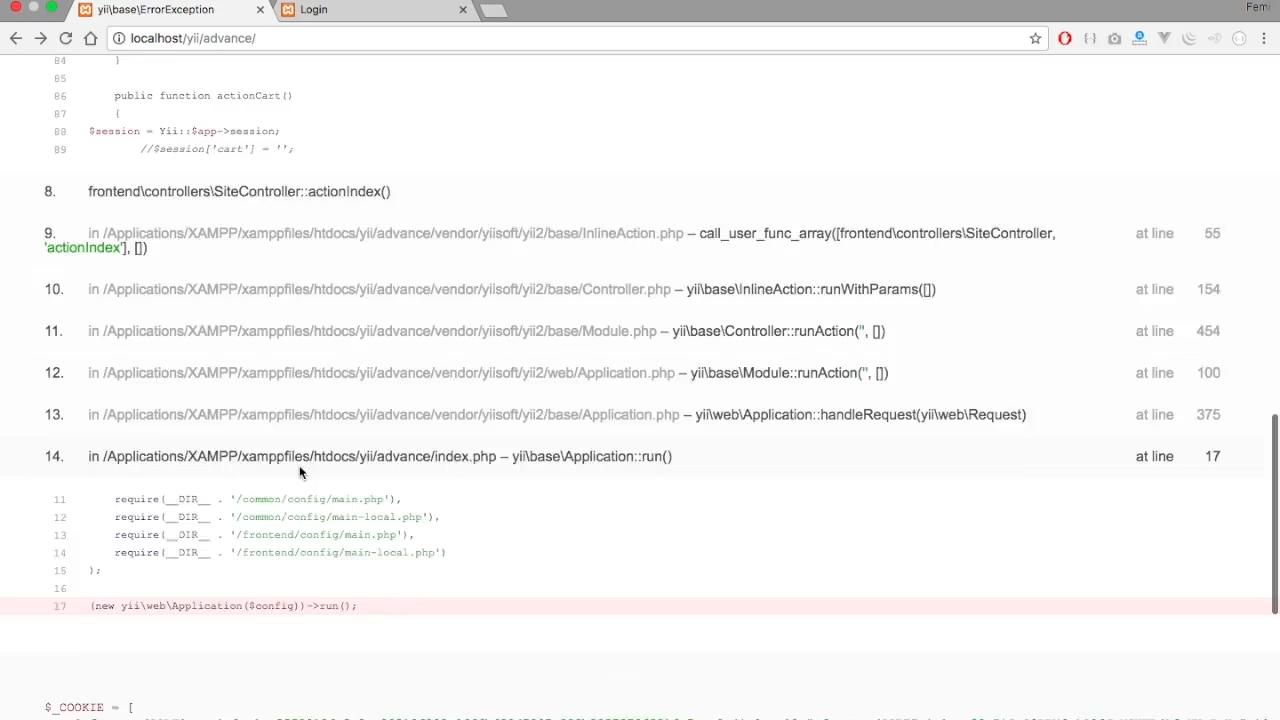 yii\base\ErrorException
Login
Femi
localhost/yii/advance/
84 }
85
86 public function actionCart()
87 {
88 $session = Yii::$app->session;
89 //$session['cart'] = '';
8. frontend\controllers\SiteController::actionIndex()
9. in /Applications/XAMPP/xamppfiles/htdocs/yii/advance/vendor/yiisoft/yii2/base/InlineAction.php – call_user_func_array([frontend\controllers\SiteController, at line 55
'actionIndex'], [])
10. in /Applications/XAMPP/xamppfiles/htdocs/yii/advance/vendor/yiisoft/yii2/base/Controller.php – yii\base\InlineAction::runWithParams([]) at line 154
11. in /Applications/XAMPP/xamppfiles/htdocs/yii/advance/vendor/yiisoft/yii2/base/Module.php – yii\base\Controller::runAction('', []) at line 454
12. in /Applications/XAMPP/xamppfiles/htdocs/yii/advance/vendor/yiisoft/yii2/web/Application.php – yii\base\Module::runAction('', []) at line 100
13. in /Applications/XAMPP/xamppfiles/htdocs/yii/advance/vendor/yiisoft/yii2/base/Application.php – yii\web\Application::handleRequest(yii\web\Request) at line 375
14. in /Applications/XAMPP/xamppfiles/htdocs/yii/advance/index.php – yii\base\Application::run() at line 17
11 require(__DIR__ . '/common/config/main.php'),
12 require(__DIR__ . '/common/config/main-local.php'),
13 require(__DIR__ . '/frontend/config/main.php'),
14 require(__DIR__ . '/frontend/config/main-local.php')
15 );
16
17 (new yii\web\Application($config))->run();
$_COOKIE = [